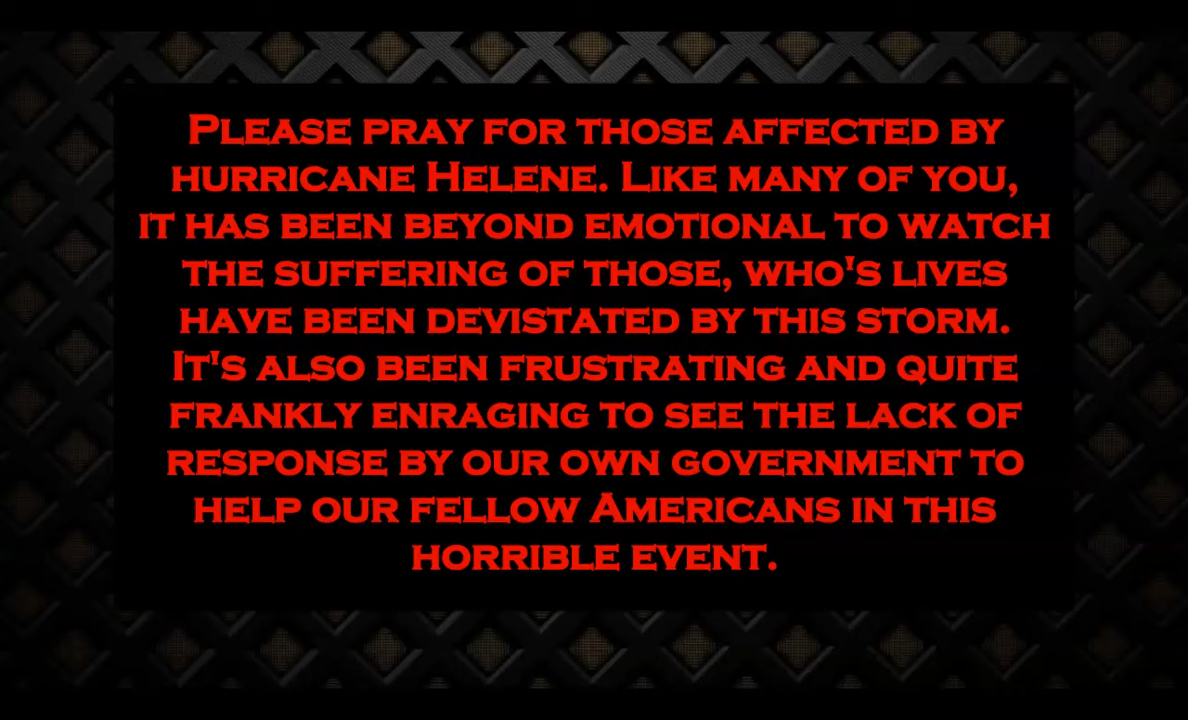 Please pray for those affected by
hurricane Helene. Like many of you,
it has been beyond emotional to watch
the suffering of those, who's lives
have been devistated by this storm.
It's also been frustrating and quite
frankly enraging to see the lack of
response by our own government to
help our fellow Americans in this
horrible event.